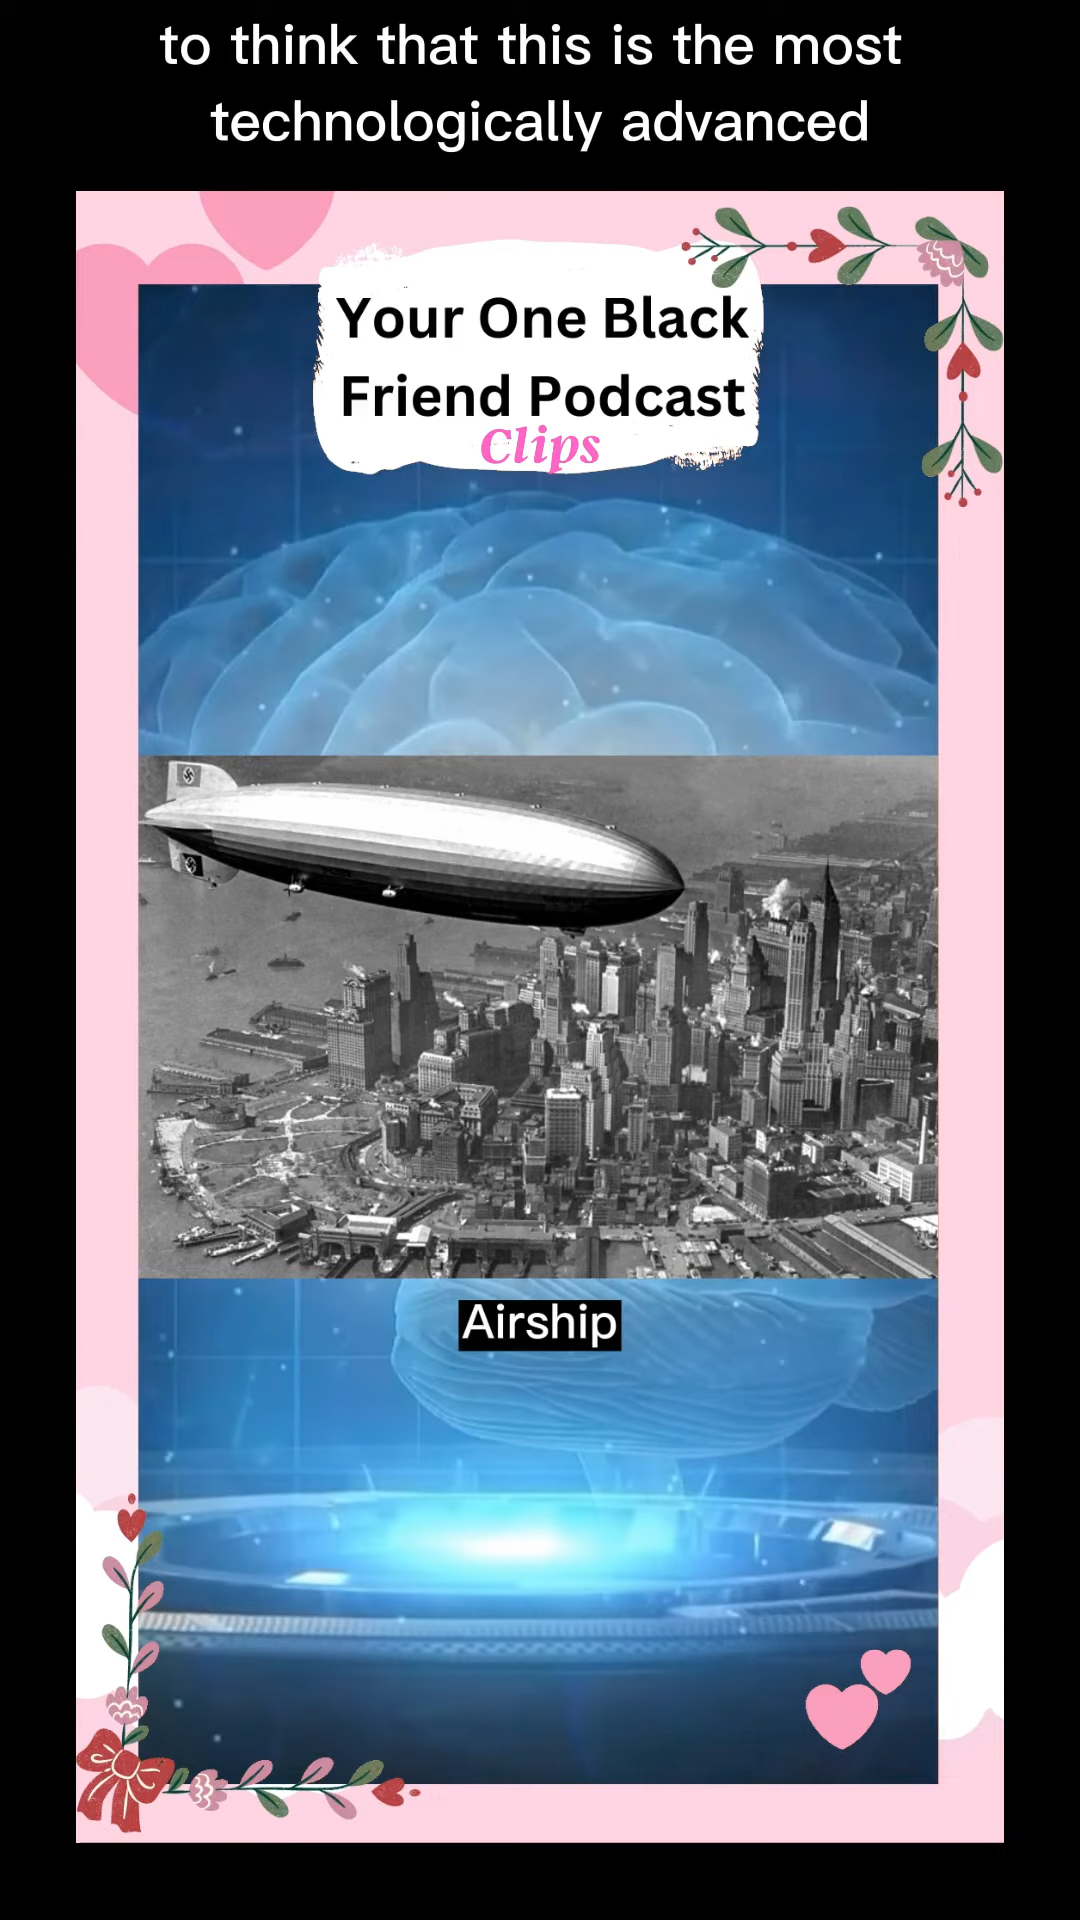 to think that this is the most
technologically advanced
Your One Black
Friend Podcast
Clips
Airship